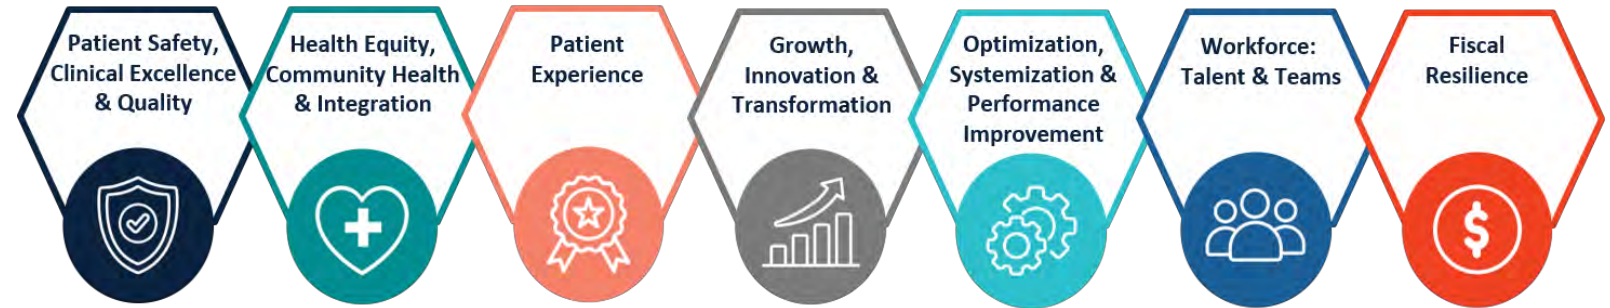 Patient Safety,
Clinical Excellence
& Quality
Health Equity,
Community Health
& Integration
Patient
Experience
Growth,
Innovation &
Transformation
Optimization,
Systemization &
Performance
Improvement
Workforce:
Talent & Teams
Fiscal
Resilience
$